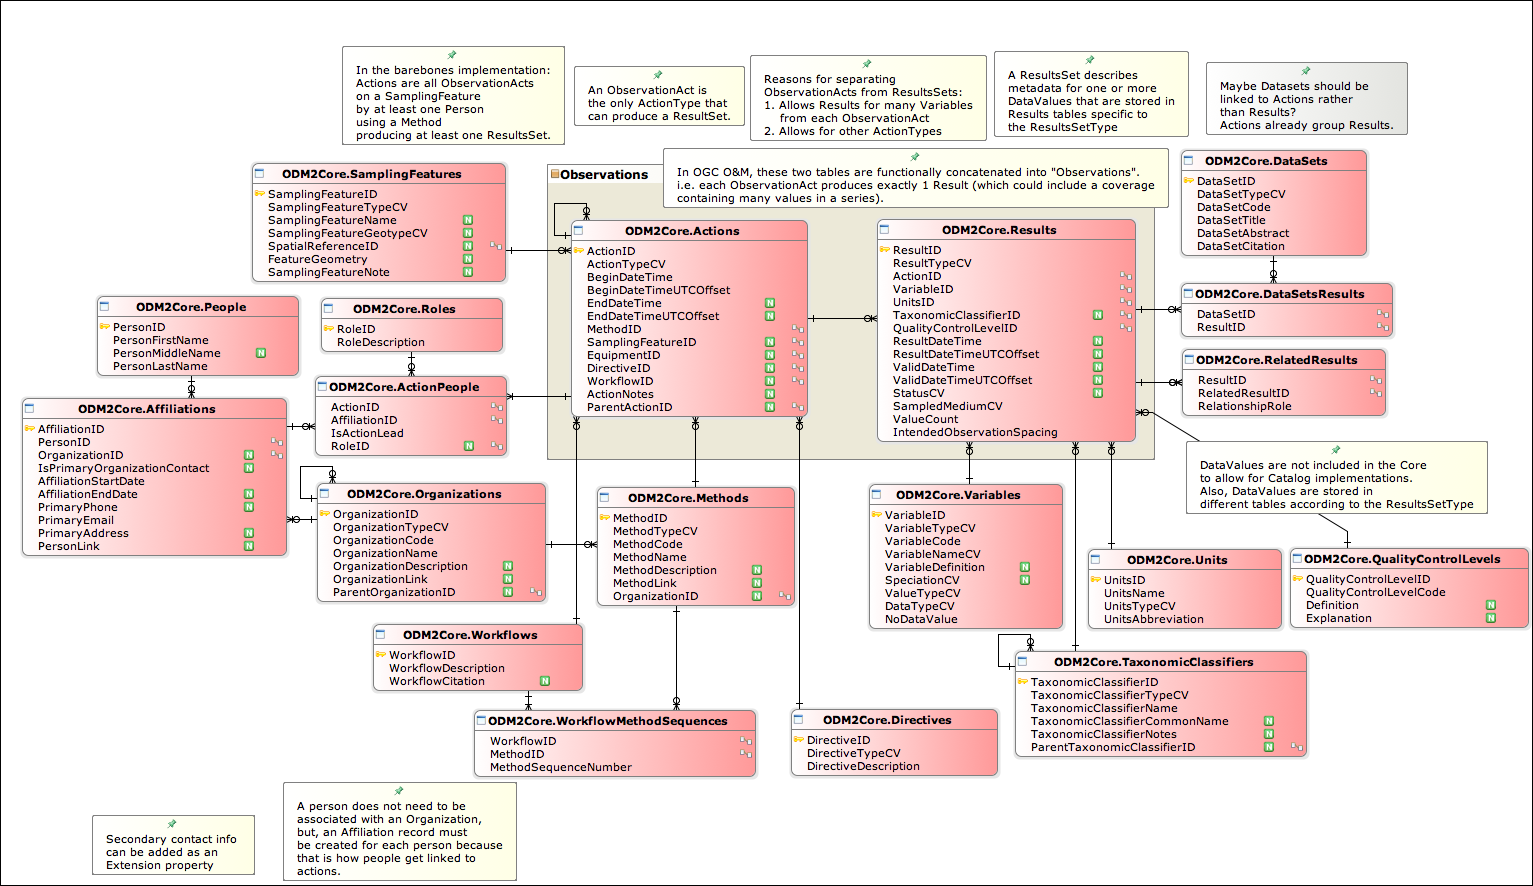 In the barebones implementation:
Actions are all ObservationActs
on a SamplingFeature
by at least one Person
using a Method
producing at least one ResultsSet.
An ObservationAct is
the only ActionType that
can produce a ResultSet.
Reasons for separating
ObservationActs from ResultsSets:
1. Allows Results for many Variables
from each ObservationAct
2. Allows for other ActionTypes
A ResultsSet describes
metadata for one or more
DataValues that are stored in
Results tables specific to
the ResultsSetType
Maybe Datasets should be
linked to Actions rather
than Results?
Actions already group Results.
Observations
In OGC O&M, these two tables are functionally concatenated into "Observations".
i.e. each ObservationAct produces exactly 1 Result (which could include a coverage
containing many values in a series).
ODM2Core.SamplingFeatures
SamplingFeatureID
SamplingFeatureTypeCV
SamplingFeatureName N
SamplingFeatureGeotypeCV N
SpatialReferenceID N
FeatureGeometry N
SamplingFeatureNote N
ODM2Core.Actions
ActionID
ActionTypeCV
BeginDateTime
BeginDateTimeUTCOffset
EndDateTime N
EndDateTimeUTCOffset N
MethodID
SamplingFeatureID N
EquipmentID N
DirectiveID N
WorkflowID N
ActionNotes N
ParentActionID N
ODM2Core.Results
ResultID
ResultTypeCV
ActionID
VariableID
UnitsID
TaxonomicClassifierID N
QualityControlLevelID
ResultDateTime N
ResultDateTimeUTCOffset N
ValidDateTime N
ValidDateTimeUTCOffset N
StatusCV N
SampledMediumCV
ValueCount
IntendedObservationSpacing
ODM2Core.DataSets
DataSetID
DataSetTypeCV
DataSetCode
DataSetTitle
DataSetAbstract
DataSetCitation
ODM2Core.DataSetsResults
DataSetID
ResultID
ODM2Core.RelatedResults
ResultID
RelatedResultID
RelationshipRole
ODM2Core.People
PersonID
PersonFirstName
PersonMiddleName N
PersonLastName
ODM2Core.Roles
RoleID
RoleDescription
ODM2Core.ActionPeople
ActionID
AffiliationID
IsActionLead
RoleID N
ODM2Core.Affiliations
AffiliationID
PersonID
OrganizationID N
IsPrimaryOrganizationContact N
AffiliationStartDate
AffiliationEndDate N
PrimaryPhone N
PrimaryEmail
PrimaryAddress N
PersonLink N
ODM2Core.Organizations
OrganizationID
OrganizationTypeCV
OrganizationCode
OrganizationName
OrganizationDescription N
OrganizationLink N
ParentOrganizationID N
ODM2Core.Methods
MethodID
MethodTypeCV
MethodCode
MethodName
MethodDescription N
MethodLink N
OrganizationID N
ODM2Core.Variables
VariableID
VariableTypeCV
VariableCode
VariableNameCV
VariableDefinition N
SpeciationCV N
ValueTypeCV
DataTypeCV
NoDataValue
DataValues are not included in the Core
to allow for Catalog implementations.
Also, DataValues are stored in
different tables according to the ResultsSetType
ODM2Core.Units
UnitsID
UnitsName
UnitsTypeCV
UnitsAbbreviation
ODM2Core.QualityControlLevels
QualityControlLevelID
QualityControlLevelCode
Definition N
Explanation N
ODM2Core.Workflows
WorkflowID
WorkflowDescription
WorkflowCitation N
ODM2Core.TaxonomicClassifiers
TaxonomicClassifierID
TaxonomicClassifierTypeCV
TaxonomicClassifierName
TaxonomicClassifierCommonName N
TaxonomicClassifierNotes N
ParentTaxonomicClassifierID N
ODM2Core.WorkflowMethodSequences
WorkflowID
MethodID
MethodSequenceNumber
ODM2Core.Directives
DirectiveID
DirectiveTypeCV
DirectiveDescription
Secondary contact info
can be added as an
Extension property
A person does not need to be
associated with an Organization,
but, an Affiliation record must
be created for each person because
that is how people get linked to
actions.